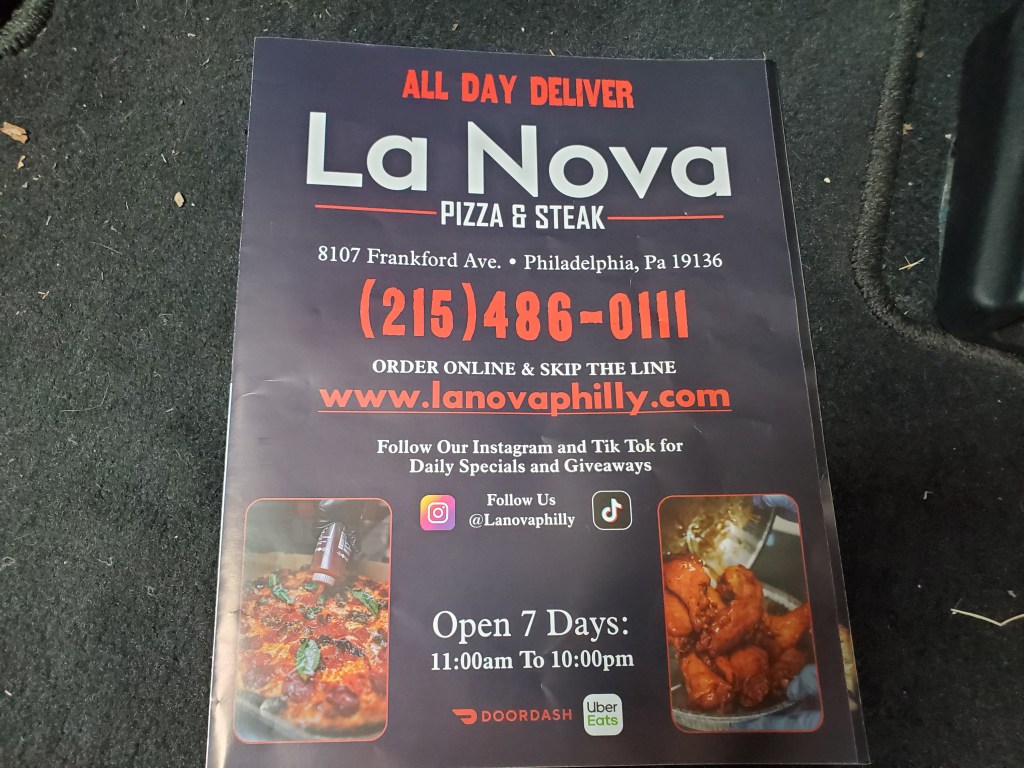 ALL DAY DELIVER
La Nova
PIZZA & STEAK
8107 Frankford Ave. • Philadelphia, Pa 19136
(215)486-0111
ORDER ONLINE & SKIP THE LINE
www.lanovaphilly.com
Follow Our Instagram and Tik Tok for
Daily Specials and Giveaways
Follow Us
@Lanovaphilly
Open 7 Days:
11:00am To 10:00pm
DOORDASH
Uber
Eats